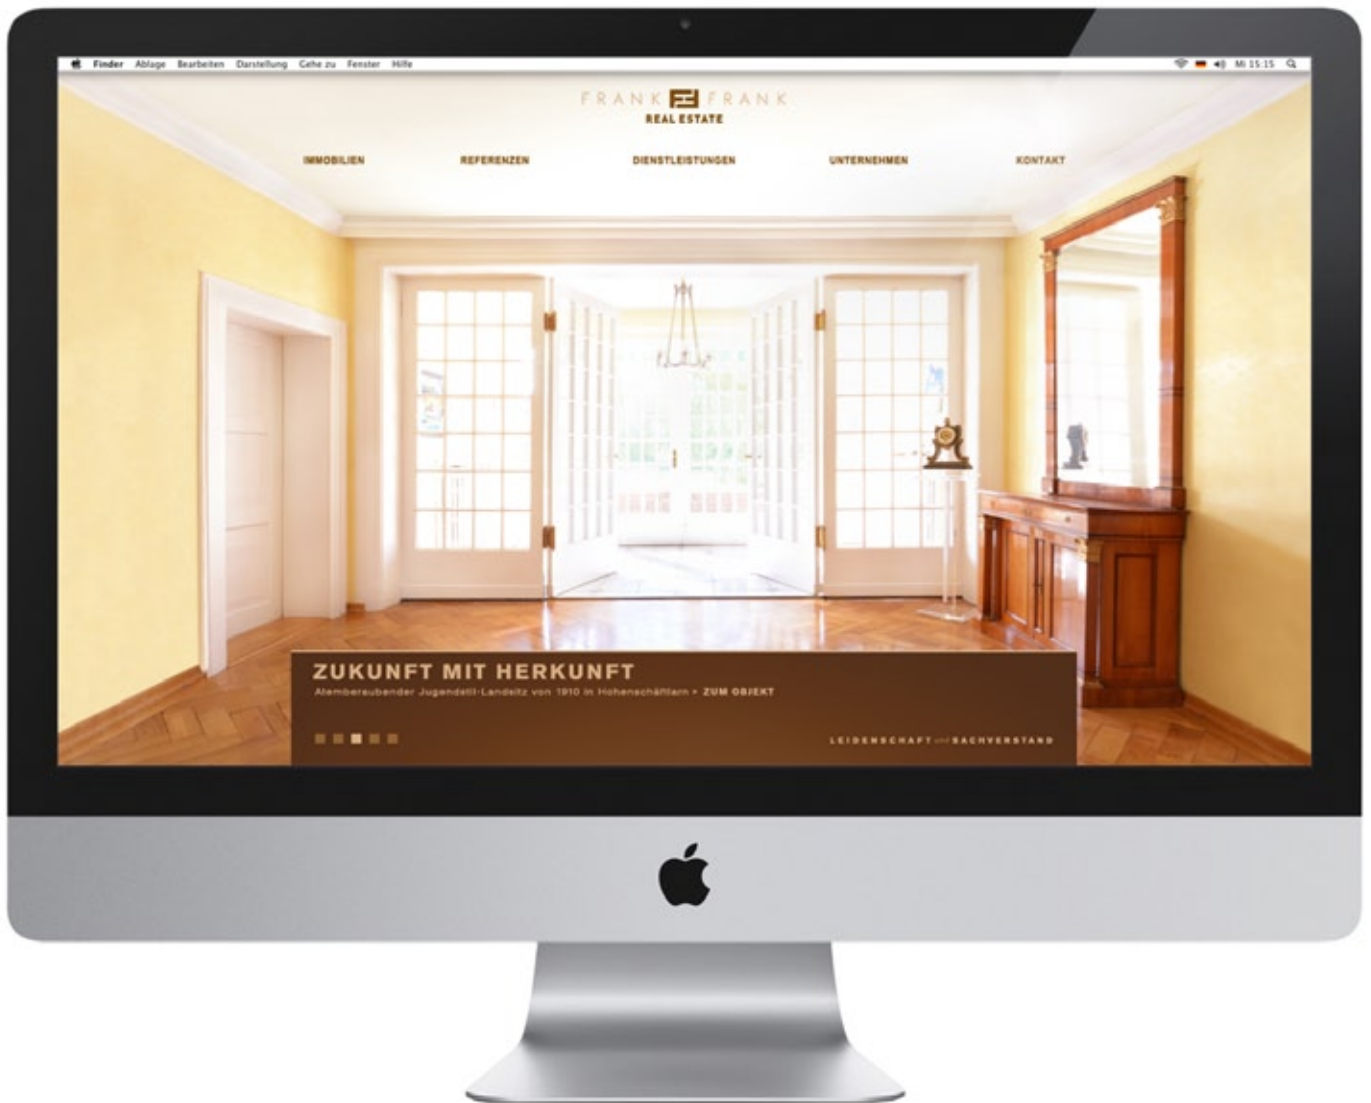 Finder Ablage Bearbeiten Darstellung Gehe zu Fenster Hilfe Mi 15:15
FRANK FRANK
REAL ESTATE
IMMOBILIEN REFERENZEN DIENSTLEISTUNGEN UNTERNEHMEN KONTAKT
ZUKUNFT MIT HERKUNFT
Atemberaubender Jugendstil-Landsitz von 1910 in Hohenschäftlarn • ZUM OBJEKT
LEIDENSCHAFT und SACHVERSTAND